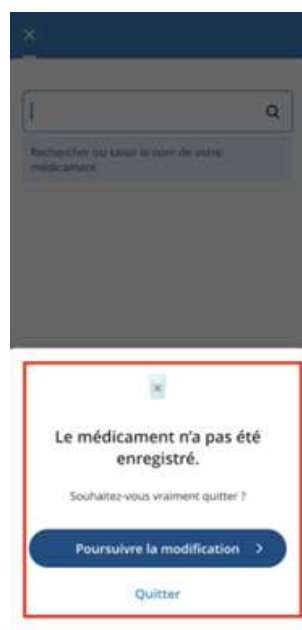 Rechercher ou saisir le nom de votre
médicament
Le médicament n'a pas été
enregistré.
Souhaitez-vous vraiment quitter ?
Poursuivre la modification
Quitter